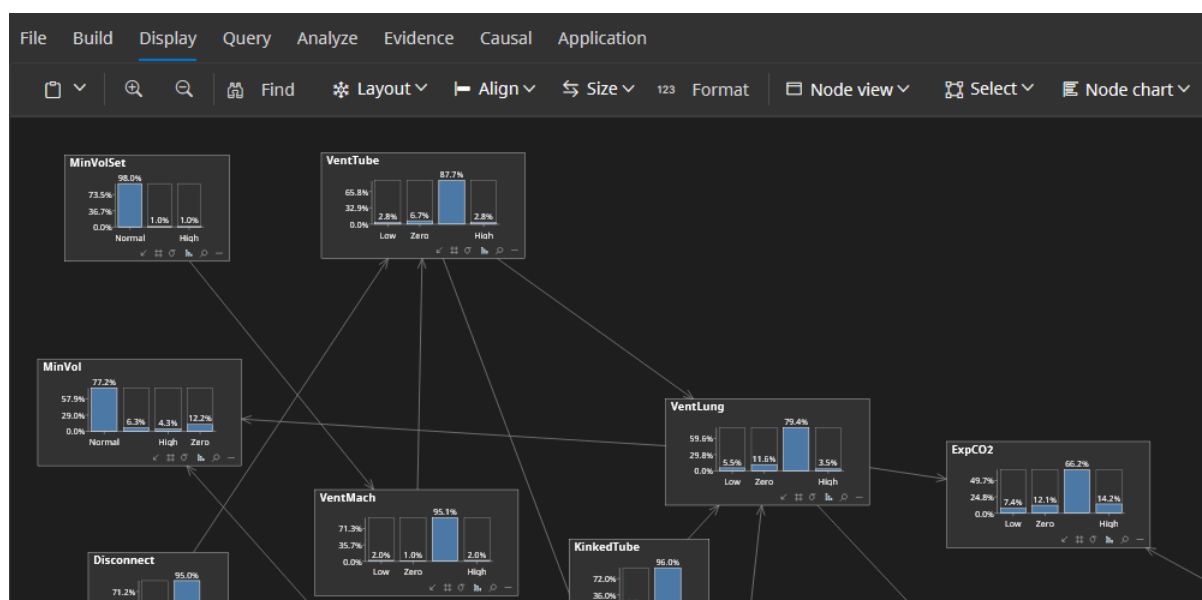 File Build Display Query Analyze Evidence Causal Application
Find Layout Align Size 123 Format Node view Select Node chart
MinVolSet
98.0%
73.5%
36.7%
1.0% 1.0%
0.0%
Normal High
VentTube
87.7%
65.8%
32.9%
2.8% 6.7% 2.8%
0.0%
Low Zero High
MinVol
77.2%
57.9%
29.0%
6.3% 4.3% 12.2%
0.0%
Normal High Zero
VentLung
79.4%
59.6%
29.8%
5.5% 11.6% 3.5%
0.0%
Low Zero High
ExpCO2
66.2%
49.7%
24.8%
7.4% 12.1% 14.2%
0.0%
Low Zero High
VentMach
95.1%
71.3%
35.7%
2.0% 1.0% 2.0%
0.0%
Low Zero High
Disconnect
95.0%
71.2%
KinkedTube
96.0%
72.0%
36.0%